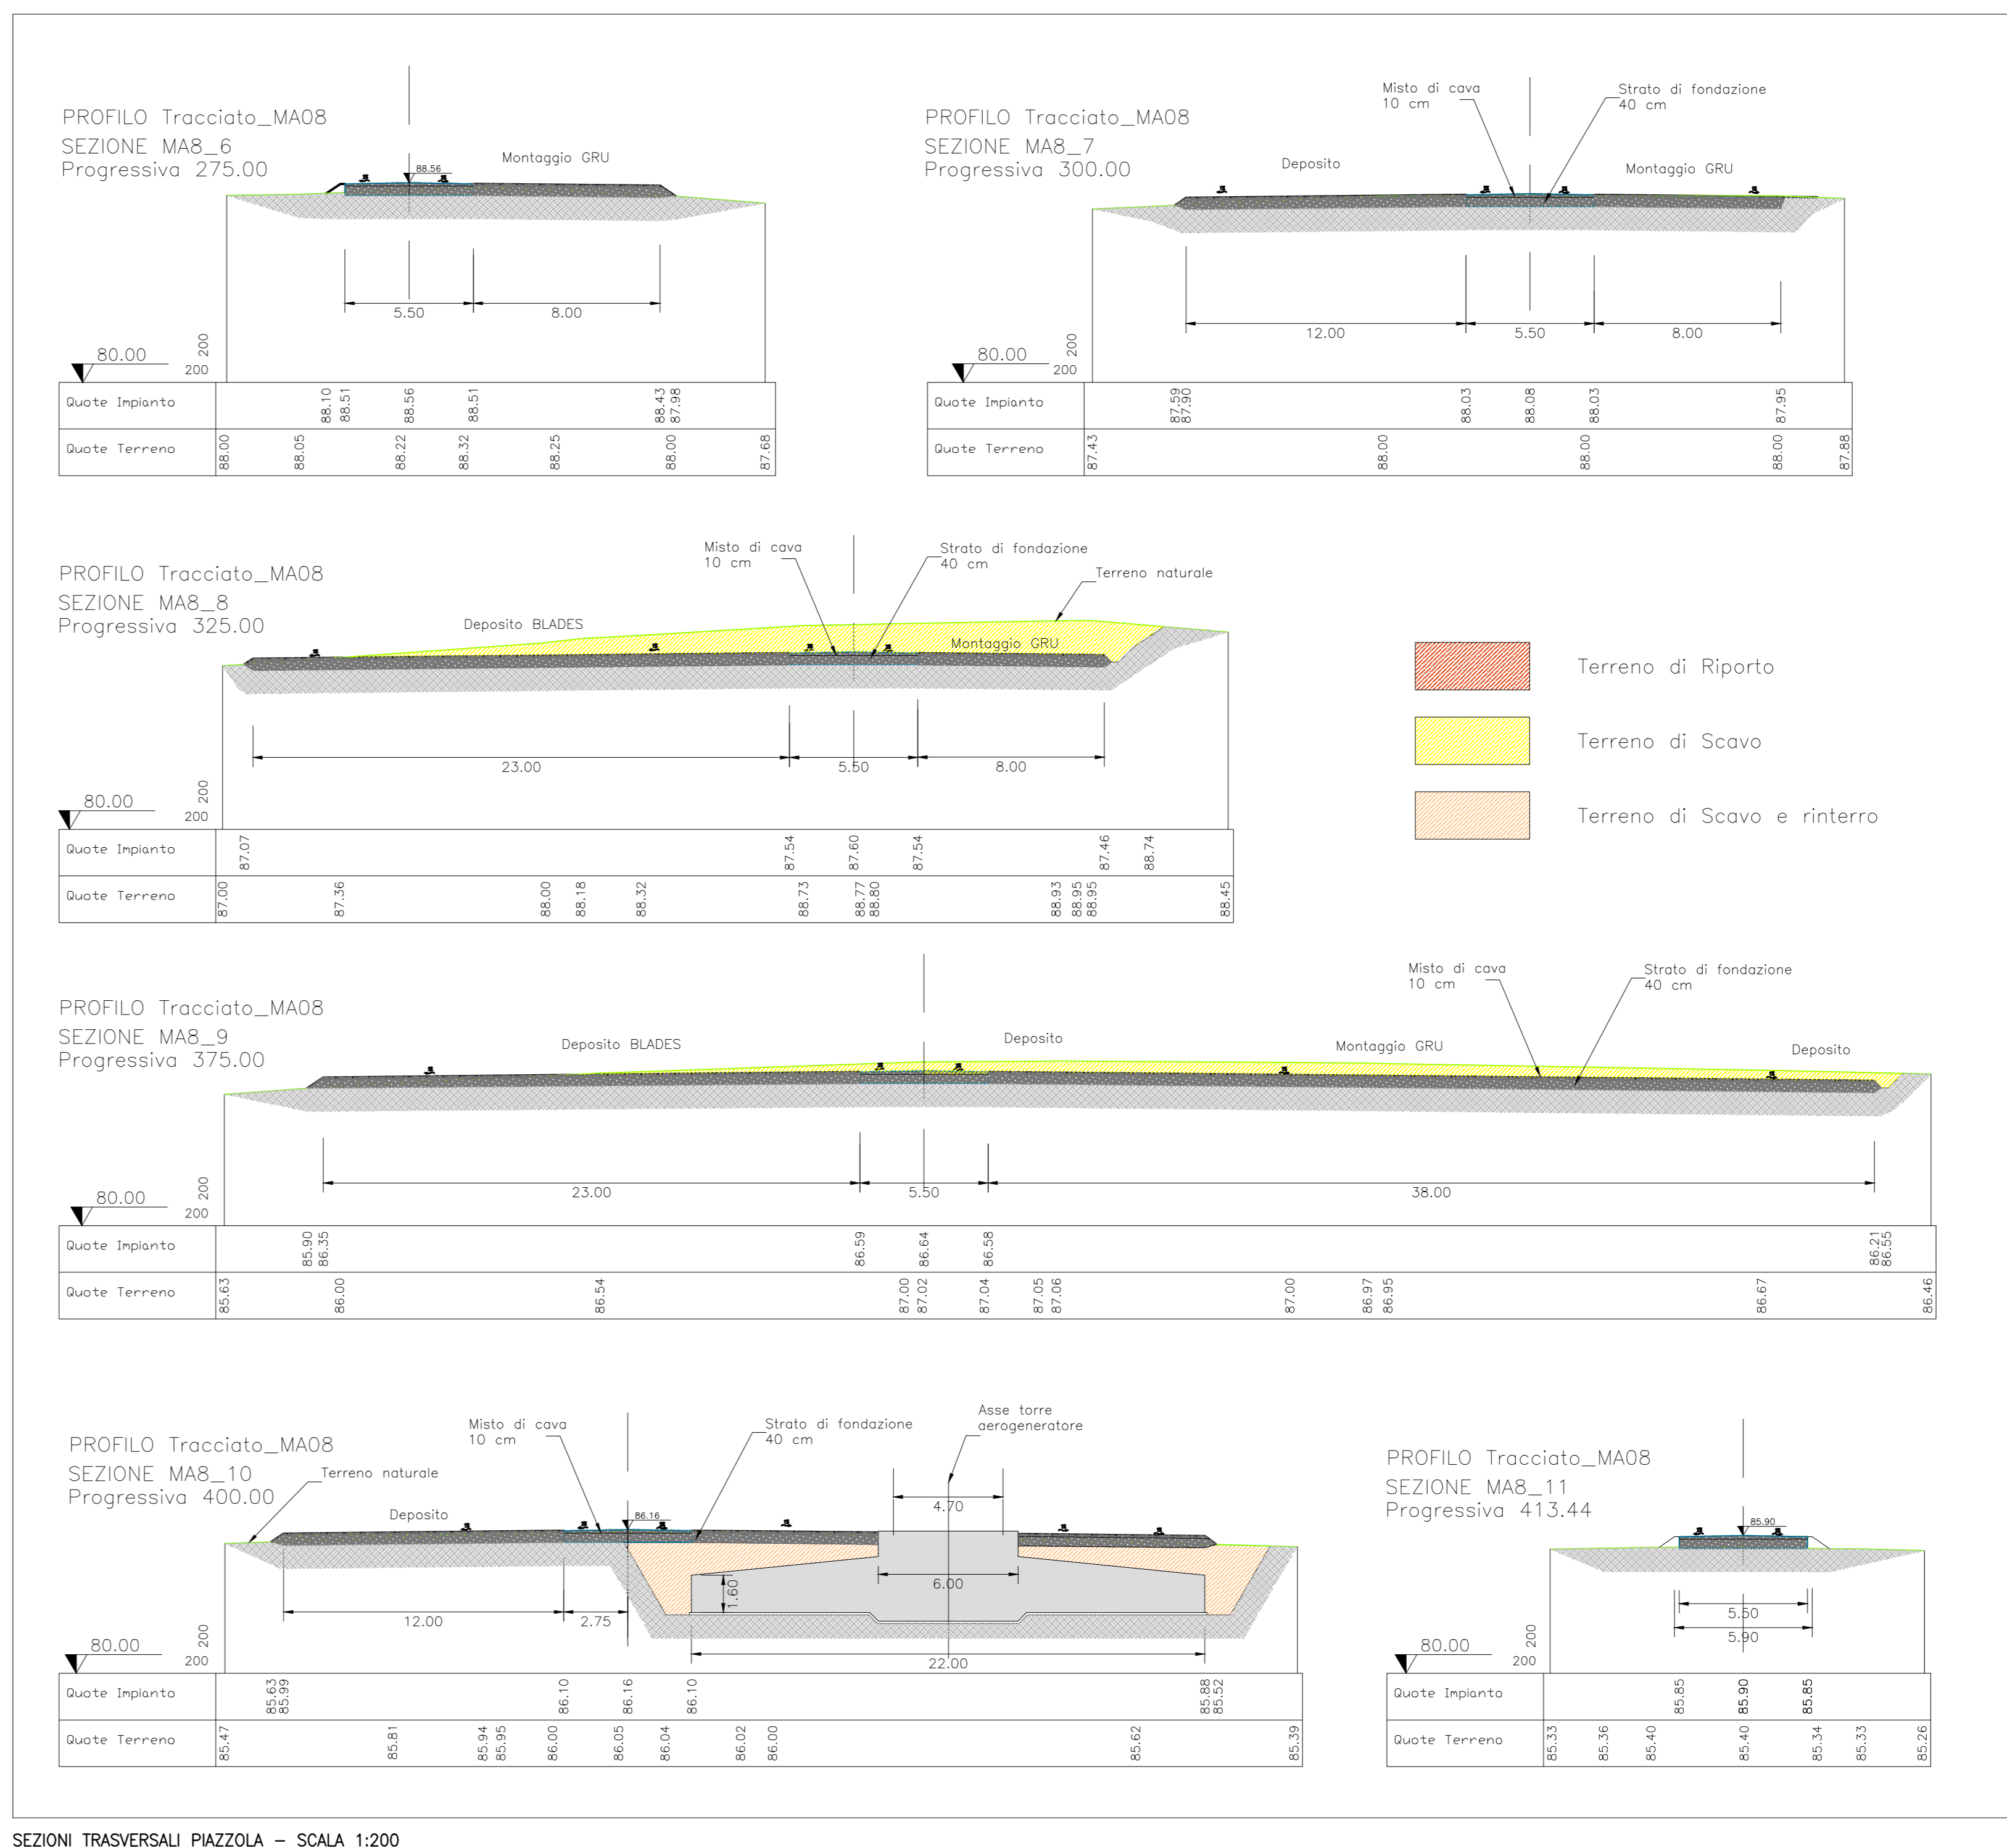 PROFILO Tracciato_MA08
SEZIONE MA8_6
Progressiva 275.00
Montaggio GRU
88.56
5.50
8.00
80.00
200
200
Quote Impianto
88.10 88.51 88.56 88.51 88.43 87.98
Quote Terreno
88.00 88.05 88.22 88.32 88.25 88.00 87.68
PROFILO Tracciato_MA08
SEZIONE MA8_7
Progressiva 300.00
Misto di cava
10 cm
Strato di fondazione
40 cm
Deposito
Montaggio GRU
12.00
5.50
8.00
80.00
200
200
Quote Impianto
87.59 87.90 88.03 88.08 88.03 87.95
Quote Terreno
87.43 88.00 88.00 88.00 87.88
PROFILO Tracciato_MA08
SEZIONE MA8_8
Progressiva 325.00
Misto di cava
10 cm
Strato di fondazione
40 cm
Terreno naturale
Deposito BLADES
Montaggio GRU
23.00
5.50
8.00
80.00
200
200
Quote Impianto
87.07 87.54 87.60 87.54 87.46 88.74
Quote Terreno
87.00 87.36 88.00 88.18 88.32 88.73 88.77 88.80 88.93 88.95 88.95 88.45
Terreno di Riporto
Terreno di Scavo
Terreno di Scavo e rinterro
PROFILO Tracciato_MA08
SEZIONE MA8_9
Progressiva 375.00
Misto di cava
10 cm
Strato di fondazione
40 cm
Deposito BLADES
Deposito
Montaggio GRU
Deposito
23.00
5.50
38.00
80.00
200
200
Quote Impianto
85.90 86.35 86.59 86.64 86.58 86.21 86.55
Quote Terreno
85.63 86.00 86.54 87.00 87.02 87.04 87.05 87.06 87.00 86.97 86.95 86.67 86.46
PROFILO Tracciato_MA08
SEZIONE MA8_10
Progressiva 400.00
Terreno naturale
Misto di cava
10 cm
Strato di fondazione
40 cm
Asse torre
aerogeneratore
Deposito
86.16
4.70
6.00
1.60
12.00
2.75
22.00
80.00
200
200
Quote Impianto
85.63 85.99 86.10 86.16 86.10 85.88 85.52
Quote Terreno
85.47 85.81 85.94 85.95 86.00 86.05 86.04 86.02 86.00 85.62 85.39
PROFILO Tracciato_MA08
SEZIONE MA8_11
Progressiva 413.44
85.90
5.50
5.90
80.00
200
200
Quote Impianto
85.85 85.90 85.85
Quote Terreno
85.33 85.36 85.40 85.40 85.34 85.33 85.26
SEZIONI TRASVERSALI PIAZZOLA – SCALA 1:200